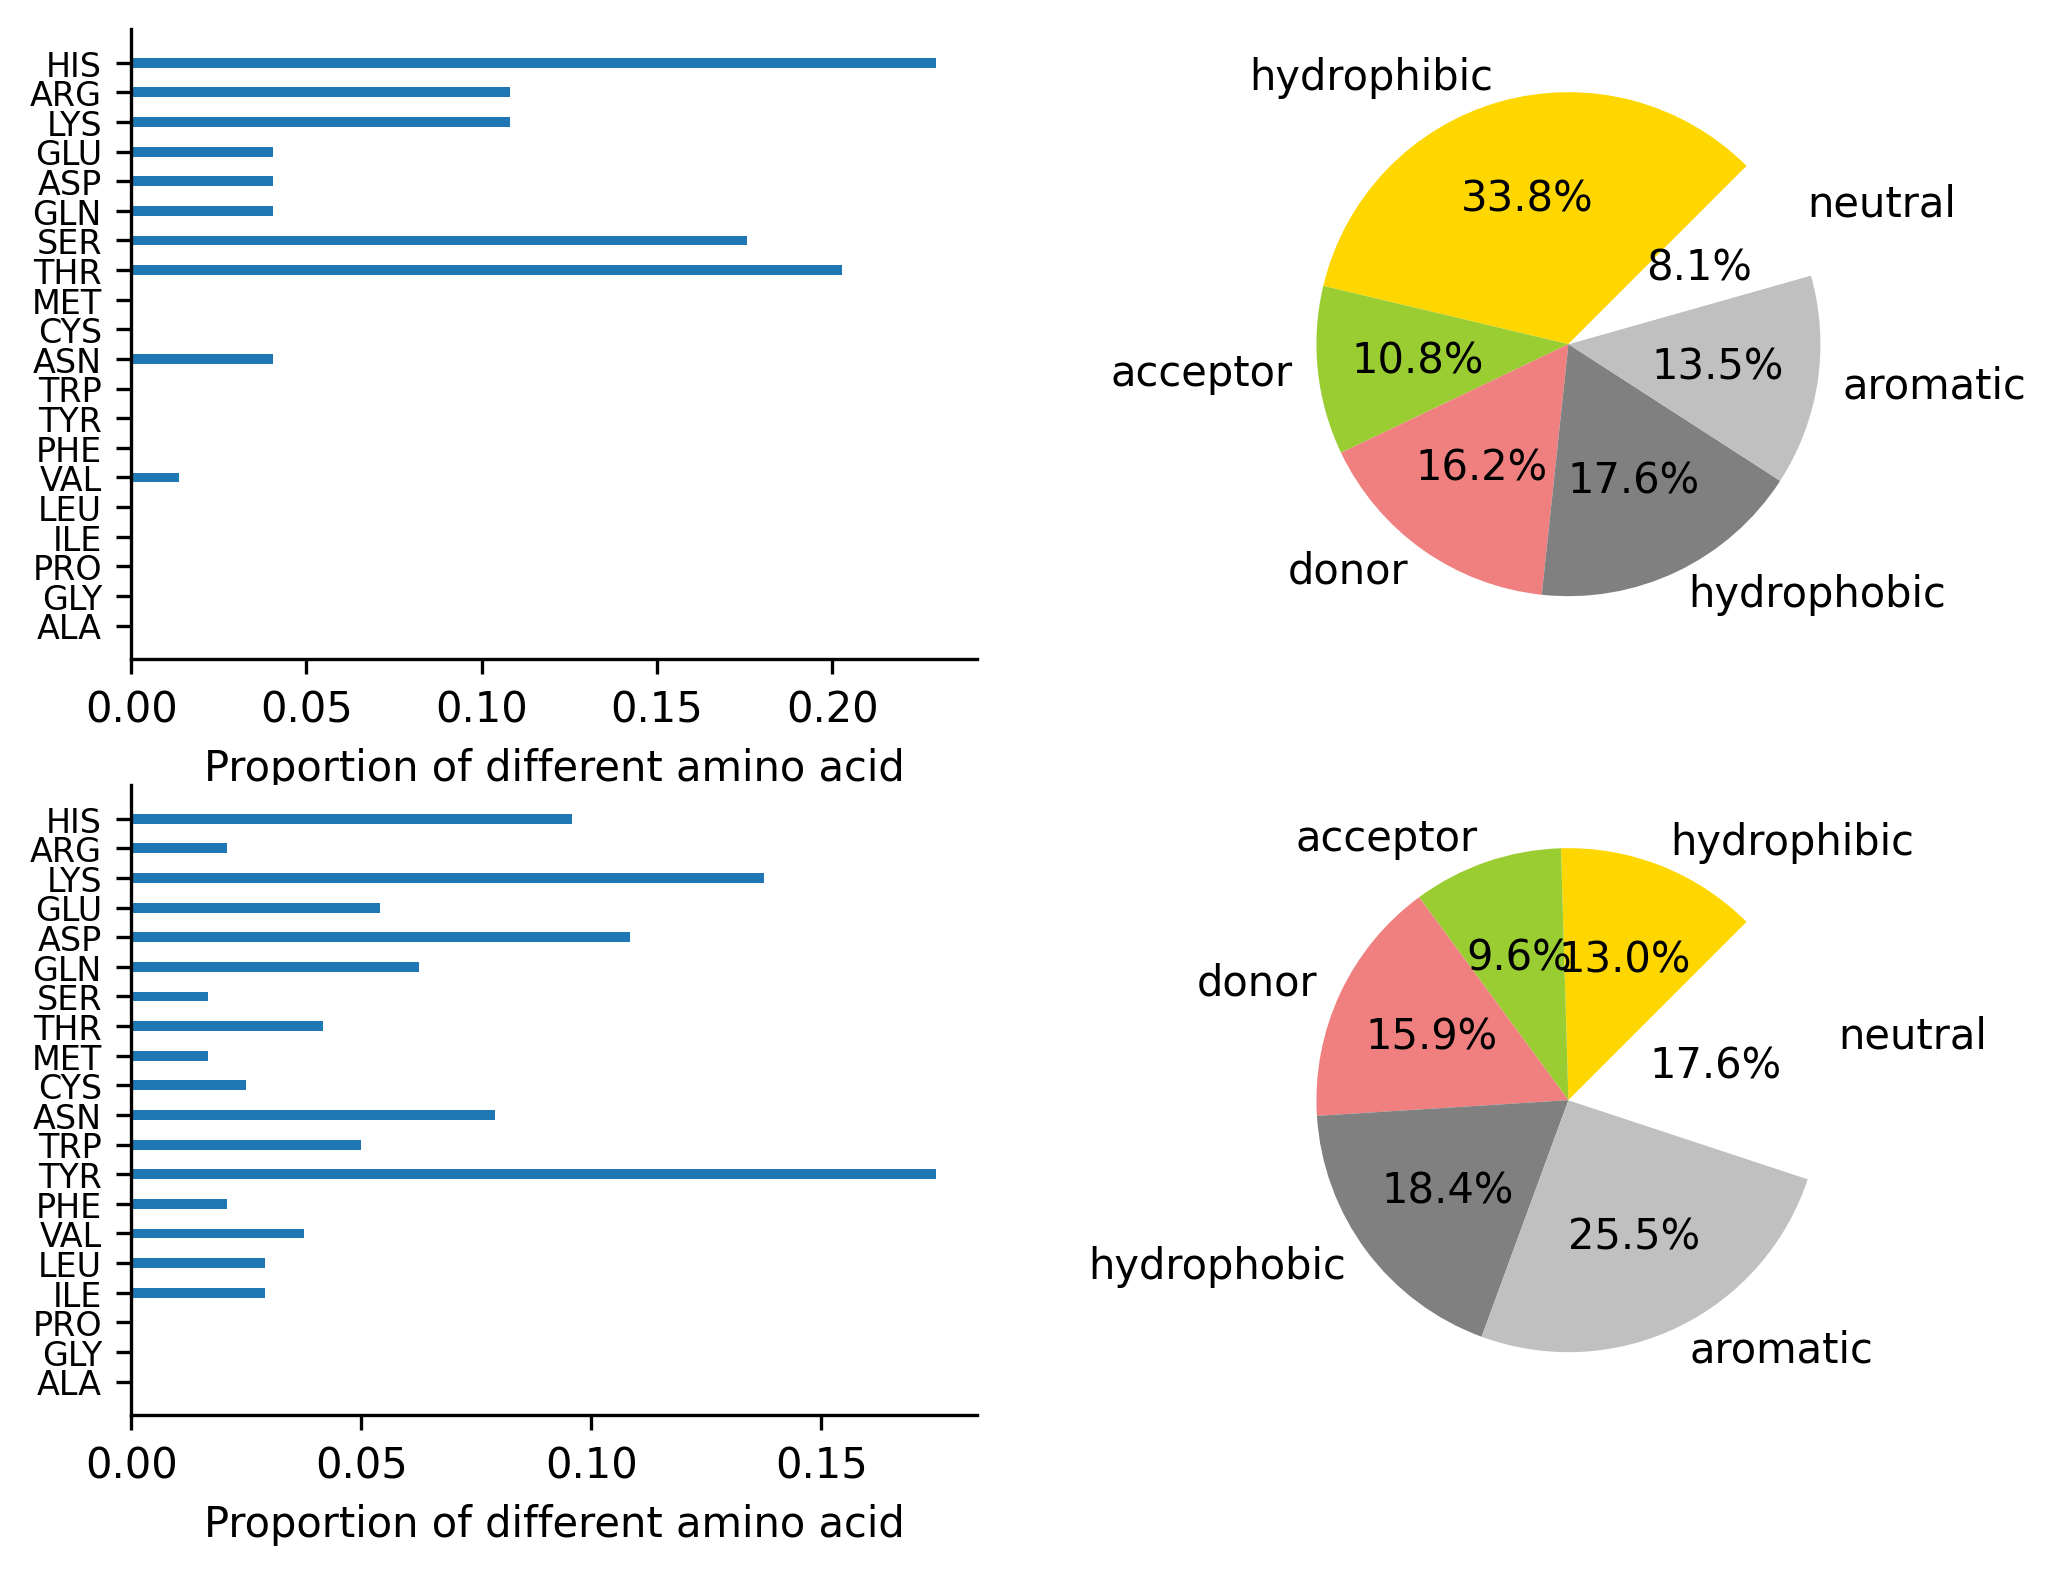 HIS
ARG
LYS
GLU
ASP
GLN
SER
THR
MET
CYS
ASN
TRP
TYR
PHE
VAL
LEU
ILE
PRO
GLY
ALA
0.00 0.05 0.10 0.15 0.20
Proportion of different amino acid
hydrophibic
33.8%
neutral
8.1%
acceptor
10.8%
13.5%
aromatic
16.2%
17.6%
donor
hydrophobic
HIS
ARG
LYS
GLU
ASP
GLN
SER
THR
MET
CYS
ASN
TRP
TYR
PHE
VAL
LEU
ILE
PRO
GLY
ALA
0.00 0.05 0.10 0.15
Proportion of different amino acid
acceptor
hydrophibic
9.6%
13.0%
donor
15.9%
neutral
17.6%
18.4%
25.5%
hydrophobic
aromatic